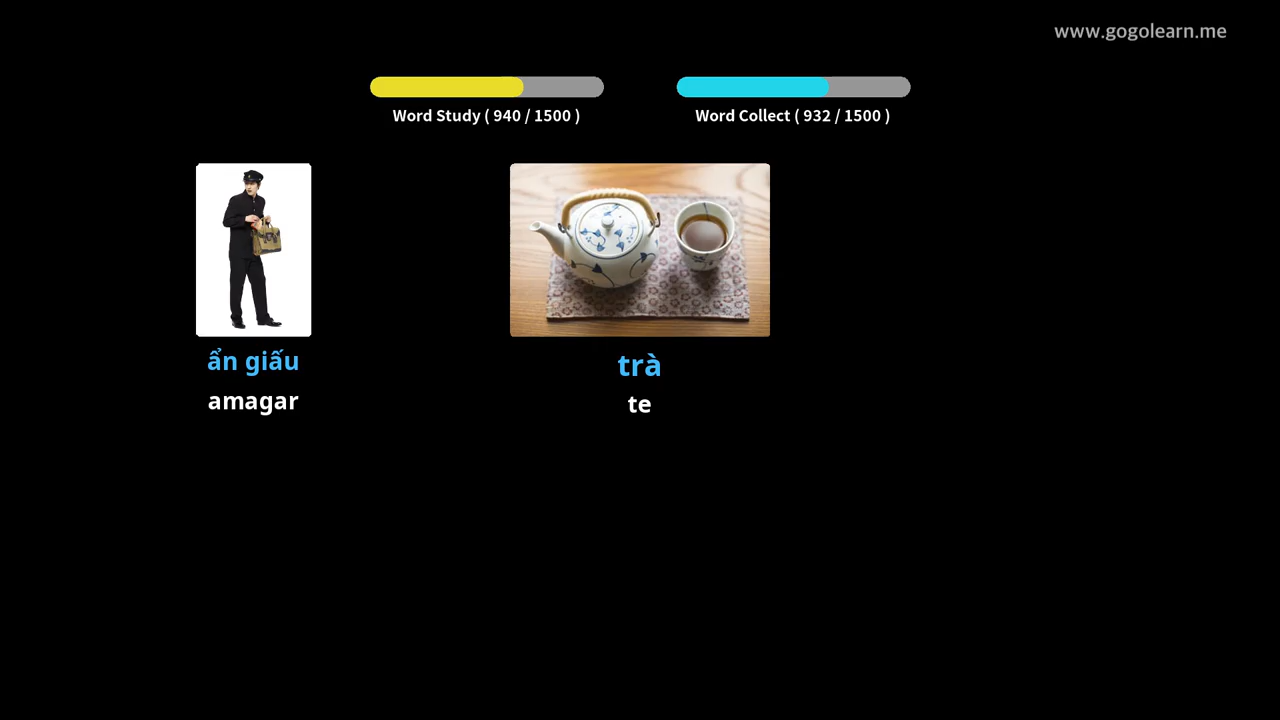 www.gogolearn.me
Word Study ( 940 / 1500 )
Word Collect ( 932 / 1500 )
ẩn giấu
amagar
trà
te